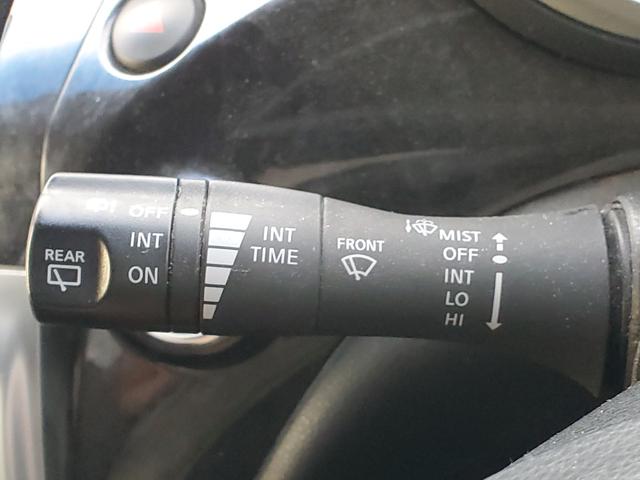 REAR
OFF
INT
ON
INT
TIME
FRONT
MIST
OFF
INT
LO
HI